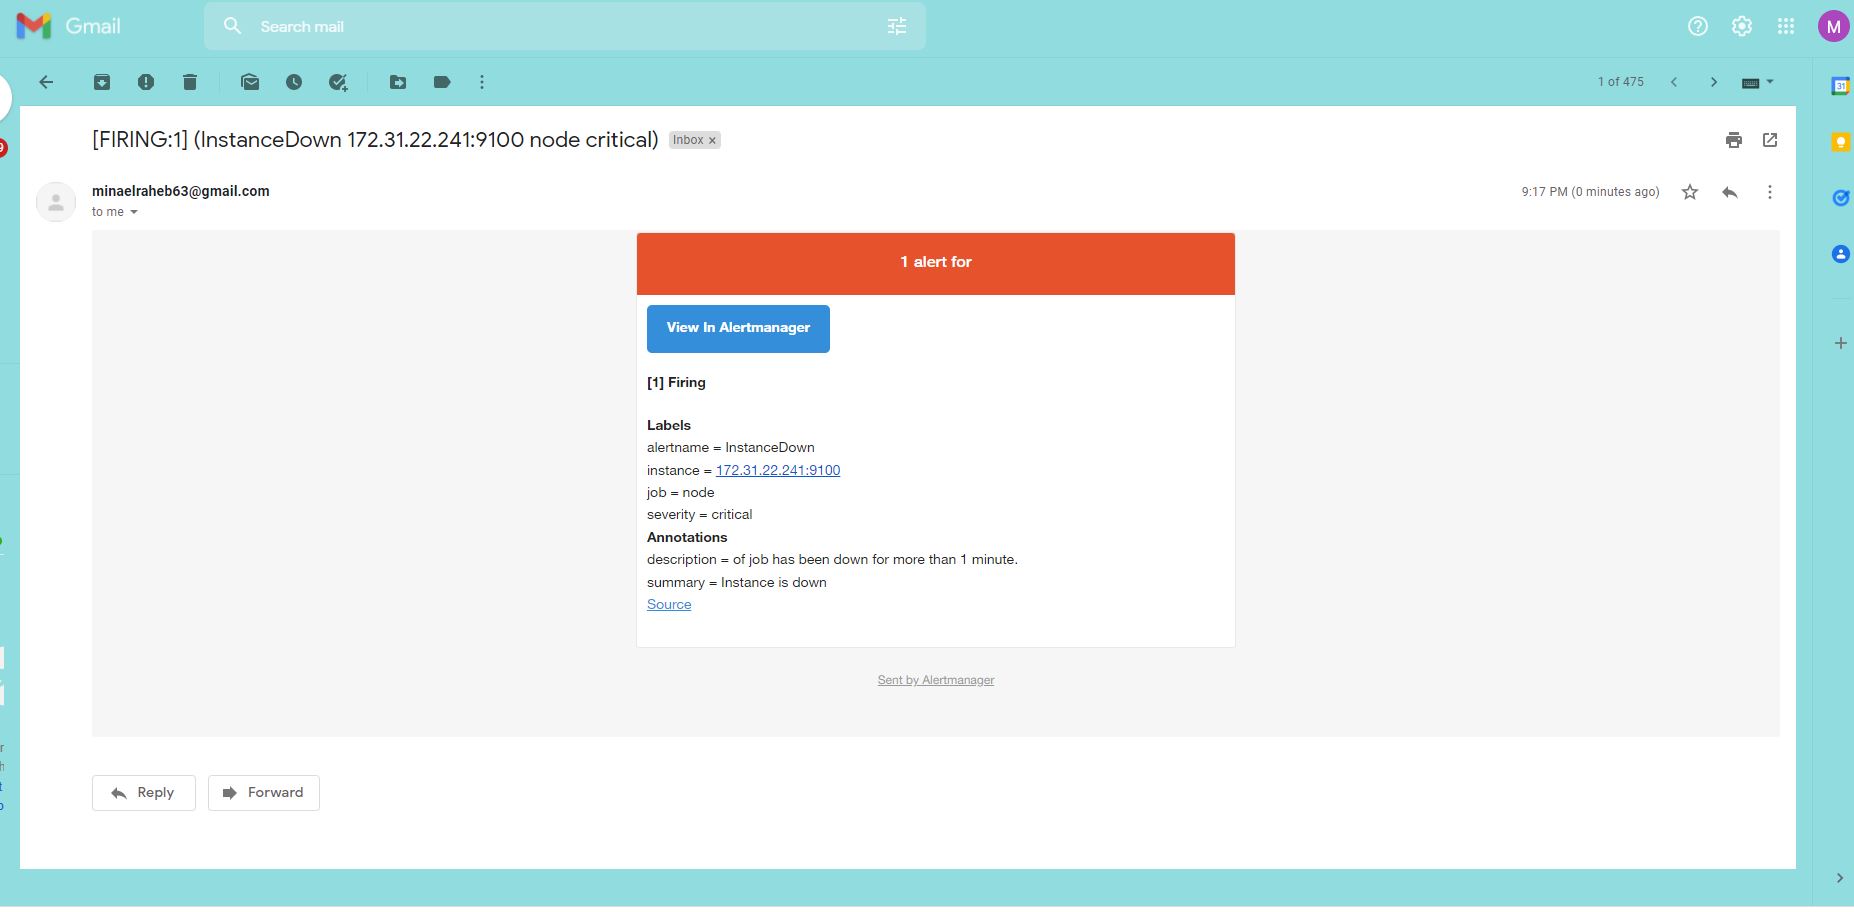 Gmail
Search mail
M
1 of 475
31
[FIRING:1] (InstanceDown 172.31.22.241:9100 node critical) Inbox x
minaelraheb63@gmail.com
9:17 PM (0 minutes ago)
to me
1 alert for
View In Alertmanager
[1] Firing
Labels
alertname = InstanceDown
instance = 172.31.22.241:9100
job = node
severity = critical
Annotations
description = of job has been down for more than 1 minute.
summary = Instance is down
Source
Sent by Alertmanager
Reply
Forward